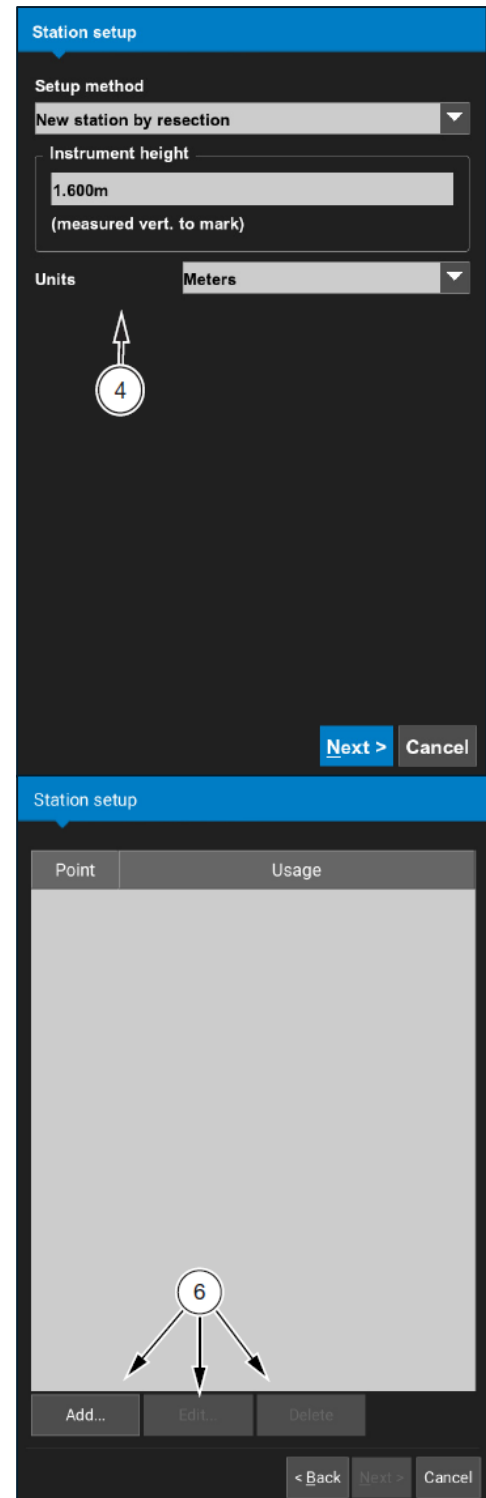 Station setup
Setup method
New station by resection
Instrument height
1.600m
(measured vert. to mark)
Units Meters
4
Next > Cancel
Station setup
Point Usage
6
Add... Edit... Delete
< Back Next > Cancel